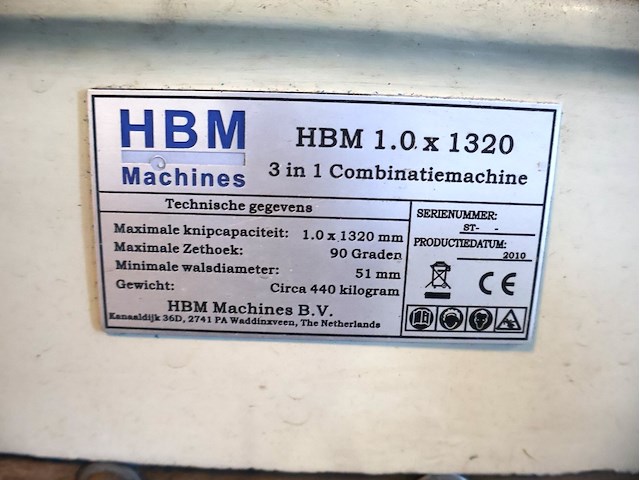 HBM
Machines
HBM 1.0 x 1320
3 in 1 Combinatiemachine
Technische gegevens
Maximale knipcapaciteit: 1.0 x 1320 mm
Maximale Zethoek: 90 Graden
Minimale walsdiameter: 51 mm
Gewicht: Circa 440 kilogram
HBM Machines B.V.
Kanaaldijk 36D, 2741 PA Waddinxveen, The Netherlands
SERIENUMMER:
ST- -
PRODUCTIEDATUM:
2010
CE